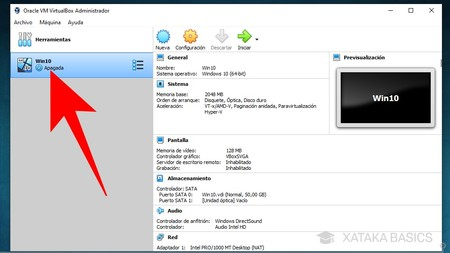 Oracle VM VirtualBox Administrador
Archivo Máquina Ayuda
Herramientas
Win10
Apagada
Nueva Configuración Descartar Iniciar
General
Nombre: Win10
Sistema operativo: Windows 10 (64-bit)
Sistema
Memoria base: 2048 MB
Orden de arranque: Disquete, Óptica, Disco duro
Aceleración: VT-x/AMD-V, Paginación anidada, Paravirtualización
Hyper-V
Previsualización
Win10
Pantalla
Memoria de vídeo: 128 MB
Controlador gráfico: VBoxSVGA
Servidor de escritorio remoto: Inhabilitado
Grabación: Inhabilitado
Almacenamiento
Controlador: SATA
Puerto SATA 0: Win10.vdi (Normal, 50,00 GB)
Puerto SATA 1: [Unidad óptica] Vacío
Audio
Controlador de anfitrión: Windows DirectSound
Controlador: Audio Intel HD
Red
Adaptador 1: Intel PRO/1000 MT Desktop (NAT)
XATAKA BASICS